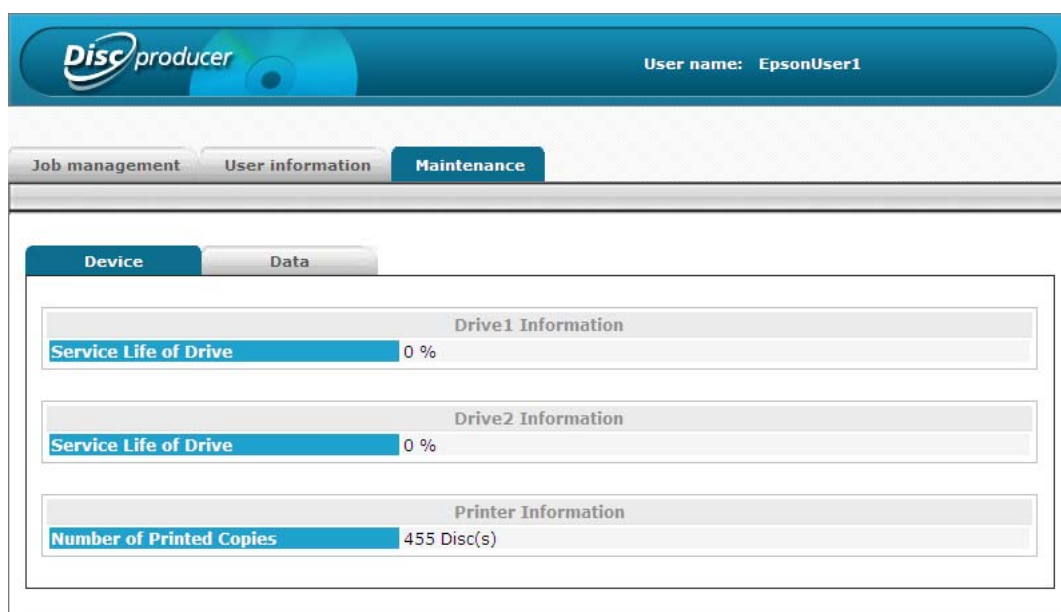 Disc producer
User name: EpsonUser1
Job management User information Maintenance
Device Data
Drive1 Information
Service Life of Drive 0 %
Drive2 Information
Service Life of Drive 0 %
Printer Information
Number of Printed Copies 455 Disc(s)